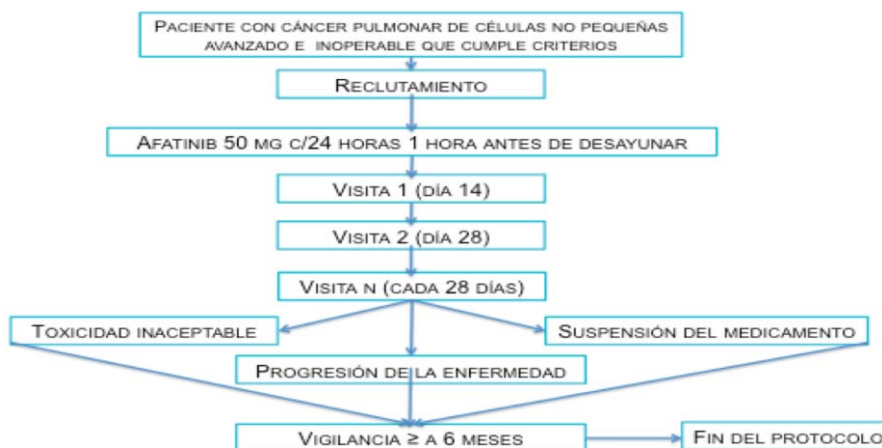 PACIENTE CON CÁNCER PULMONAR DE CÉLULAS NO PEQUEÑAS
AVANZADO E INOPERABLE QUE CUMPLE CRITERIOS
RECLUTAMIENTO
AFATINIB 50 MG C/24 HORAS 1 HORA ANTES DE DESAYUNAR
VISITA 1 (DÍA 14)
VISITA 2 (DÍA 28)
VISITA N (CADA 28 DÍAS)
TOXICIDAD INACEPTABLE
SUSPENSIÓN DEL MEDICAMENTO
PROGRESIÓN DE LA ENFERMEDAD
VIGILANCIA ≥ A 6 MESES
FIN DEL PROTOCOLO